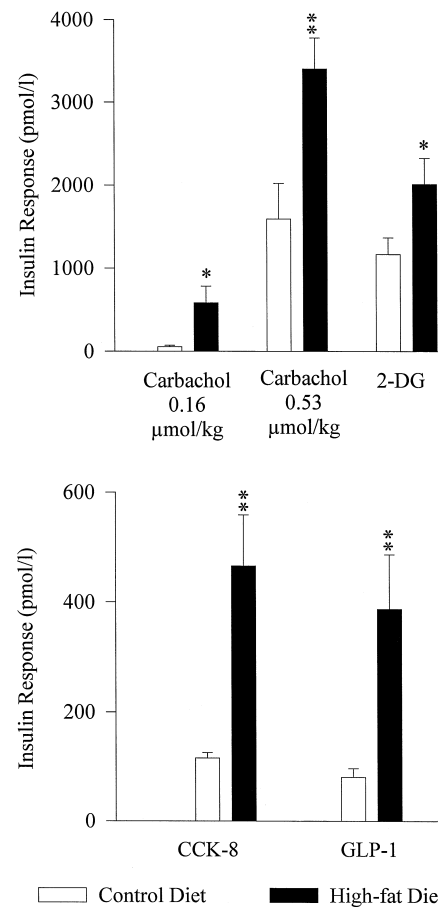 4000
3000
2000
1000
0
Insulin Response (pmol/l)
*
**
*
Carbachol
0.16
µmol/kg
Carbachol
0.53
µmol/kg
2-DG
600
400
200
0
Insulin Response (pmol/l)
**
**
CCK-8
GLP-1
Control Diet
High-fat Die